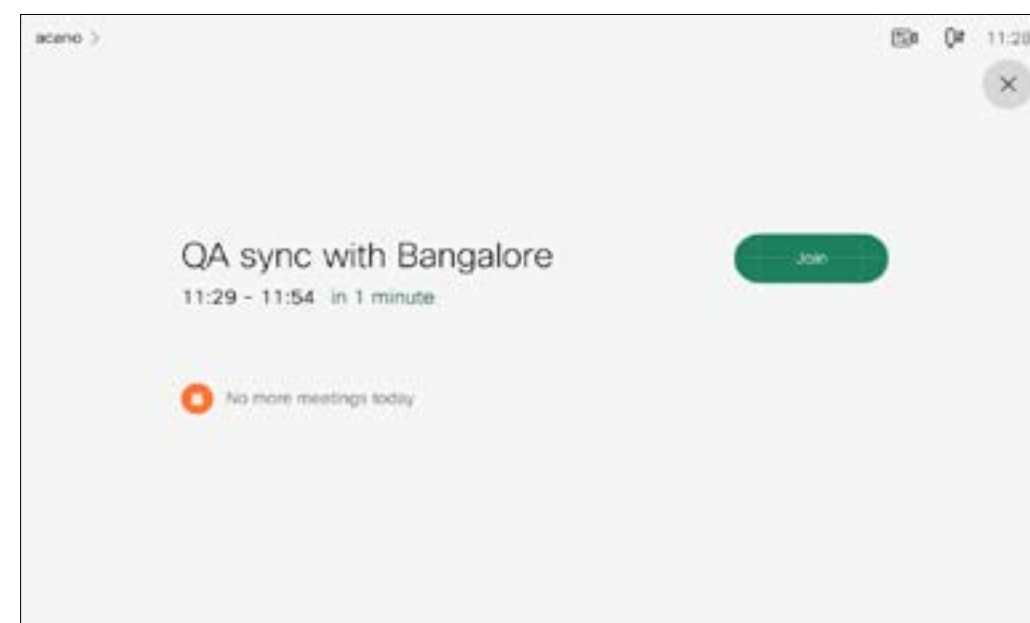 acano >
11:28
QA sync with Bangalore
Join
11:29 - 11:54 in 1 minute
No more meetings today